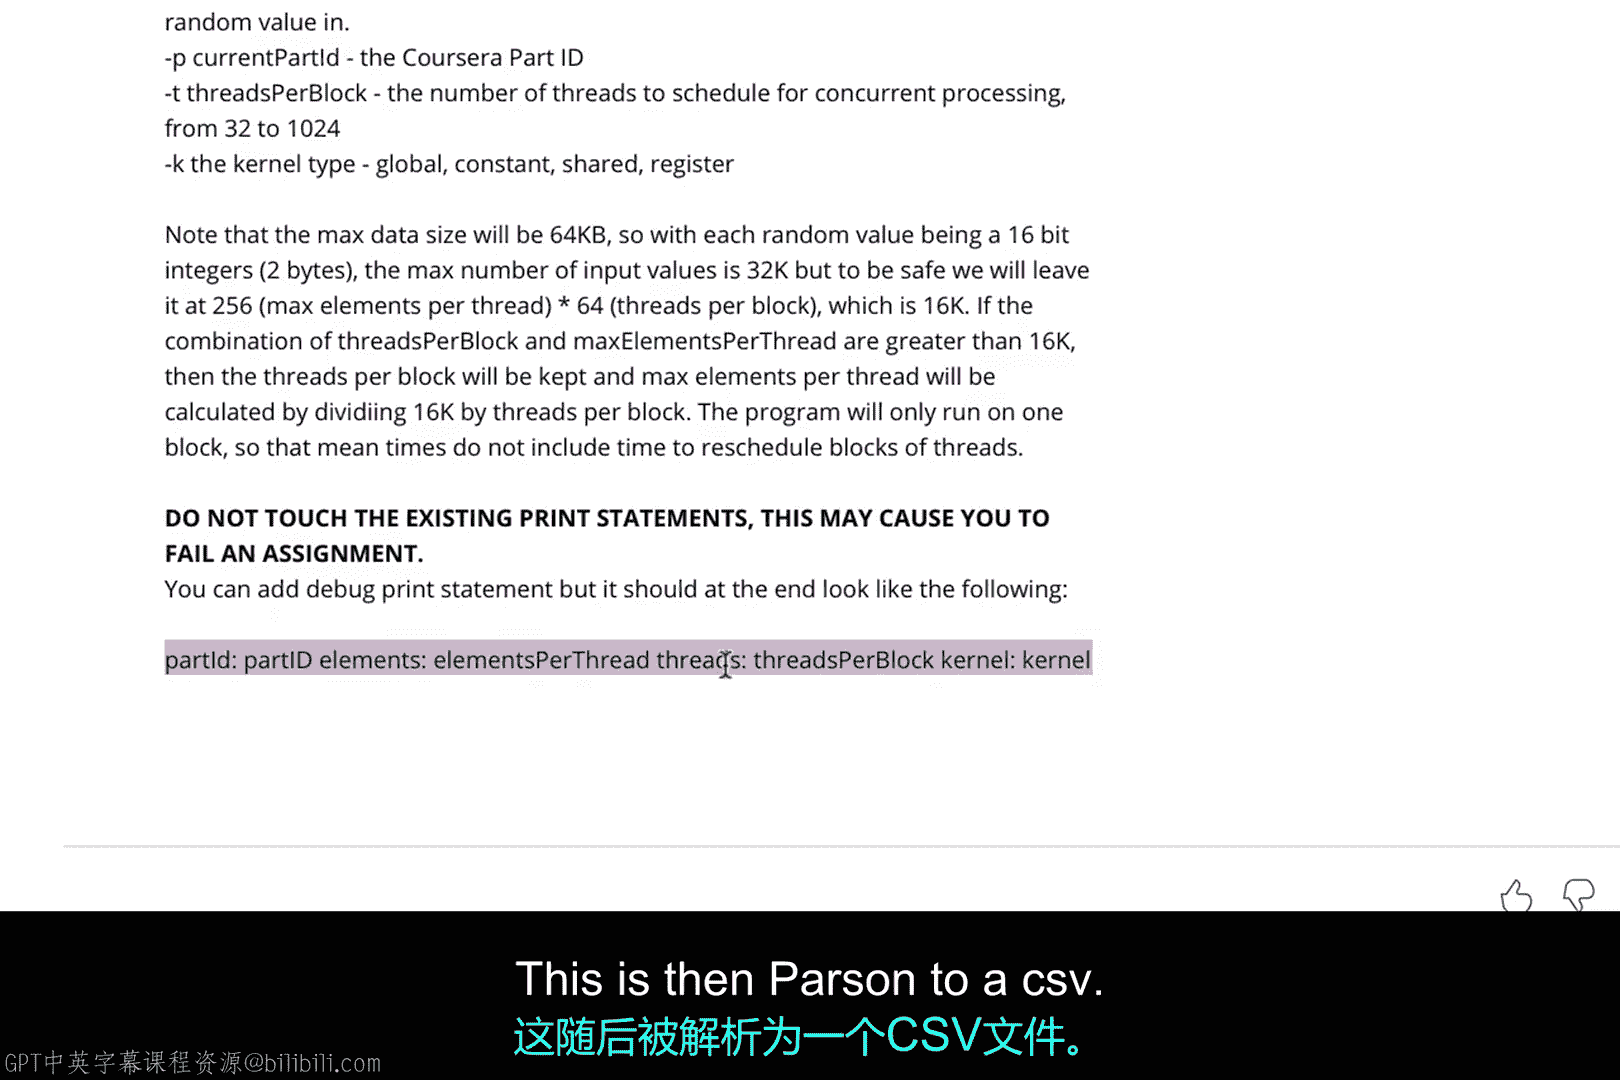 random value in.
-p currentPartId - the Coursera Part ID
-t threadsPerBlock - the number of threads to schedule for concurrent processing,
from 32 to 1024
-k the kernel type - global, constant, shared, register
Note that the max data size will be 64KB, so with each random value being a 16 bit
integers (2 bytes), the max number of input values is 32K but to be safe we will leave
it at 256 (max elements per thread) * 64 (threads per block), which is 16K. If the
combination of threadsPerBlock and maxElementsPerThread are greater than 16K,
then the threads per block will be kept and max elements per thread will be
calculated by dividiing 16K by threads per block. The program will only run on one
block, so that mean times do not include time to reschedule blocks of threads.
DO NOT TOUCH THE EXISTING PRINT STATEMENTS, THIS MAY CAUSE YOU TO
FAIL AN ASSIGNMENT.
You can add debug print statement but it should at the end look like the following:
partId: partID elements: elementsPerThread threads: threadsPerBlock kernel: kernel
This is then Parson to a csv.
这随后被解析为一个CSV文件。
GPT中英字幕课程资源@bilibili.com